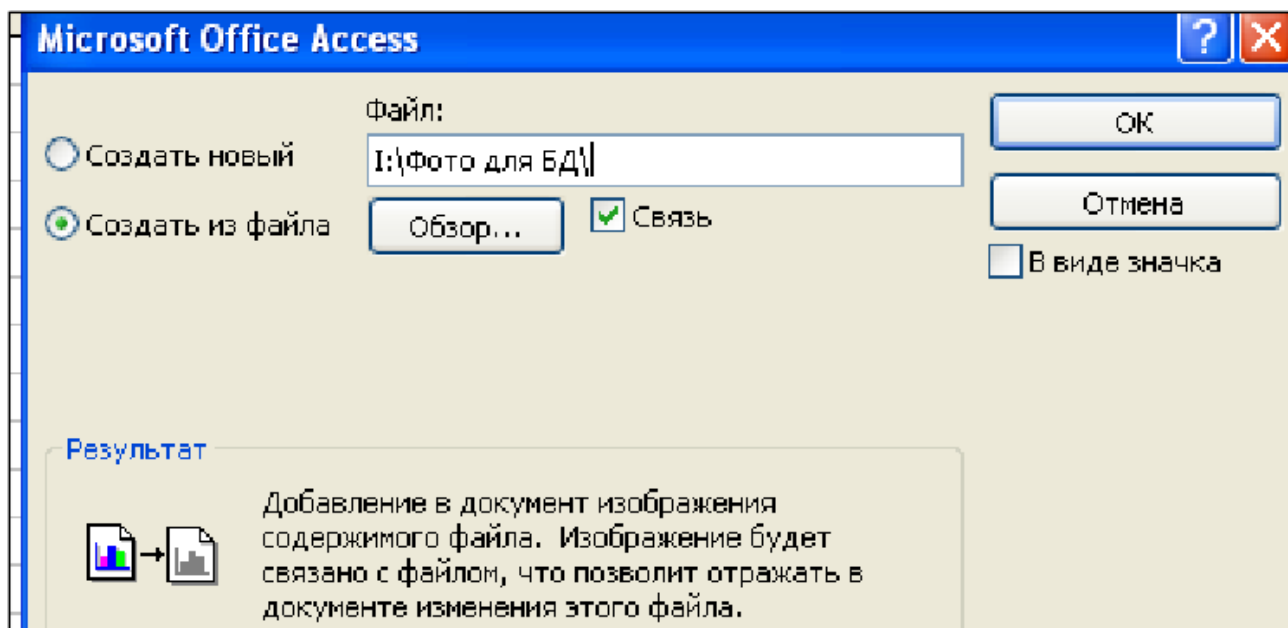 Microsoft Office Access
Файл:
Создать новый
I:\Фото для БД\
ОК
Создать из файла
Обзор...
Связь
Отмена
В виде значка
Результат
Добавление в документ изображения
содержимого файла. Изображение будет
связано с файлом, что позволит отражать в
документе изменения этого файла.